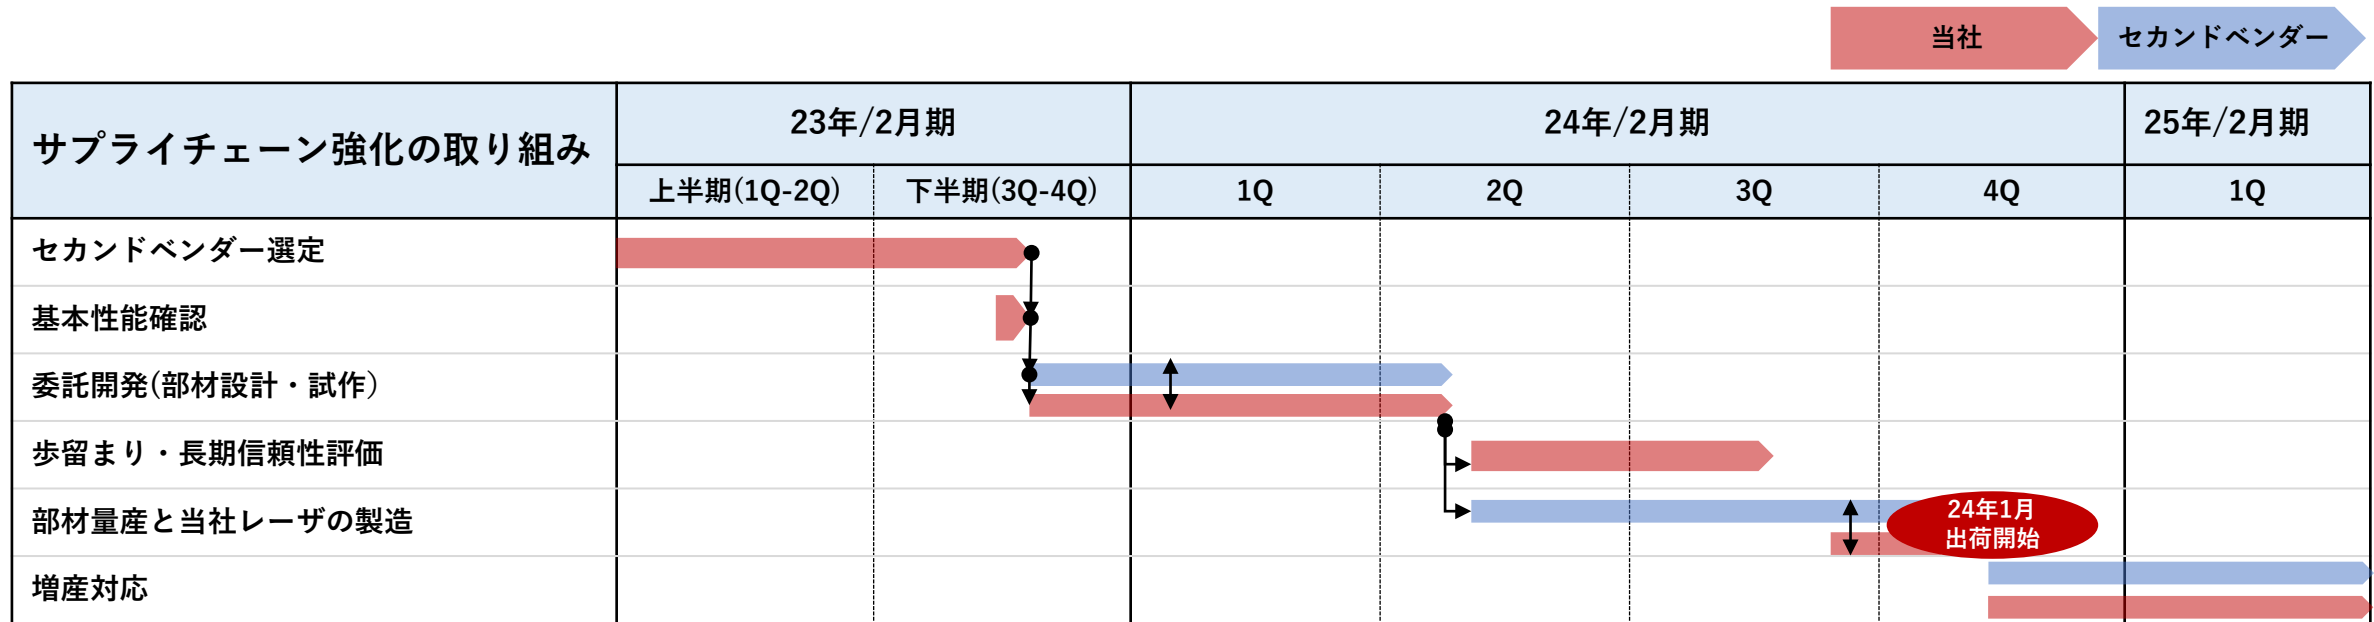 当社
セカンドベンダー
サプライチェーン強化の取り組み
23年/2月期
24年/2月期
25年/2月期
上半期(1Q-2Q)
下半期(3Q-4Q)
1Q
2Q
3Q
4Q
1Q
セカンドベンダー選定
基本性能確認
委託開発(部材設計・試作)
歩留まり・長期信頼性評価
部材量産と当社レーザの製造
24年1月
出荷開始
増産対応